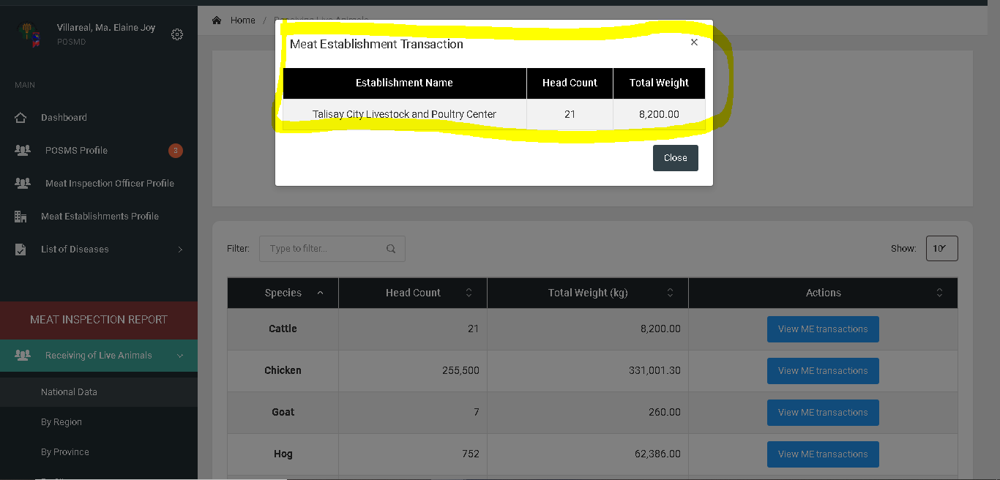 Villareal, Ma. Elaine Joy
POSMD
MAIN
Dashboard
POSMS Profile 3
Meat Inspection Officer Profile
Meat Establishments Profile
List of Diseases
MEAT INSPECTION REPORT
Receiving of Live Animals
National Data
By Region
By Province
Home / Receiving Live Animals
Meat Establishment Transaction ×
Establishment Name Head Count Total Weight
Talisay City Livestock and Poultry Center 21 8,200.00
Close
Filter: Type to filter... Show: 10
Species Head Count Total Weight (kg) Actions
Cattle 21 8,200.00 View ME transactions
Chicken 255,500 331,001.30 View ME transactions
Goat 7 260.00 View ME transactions
Hog 752 62,386.00 View ME transactions